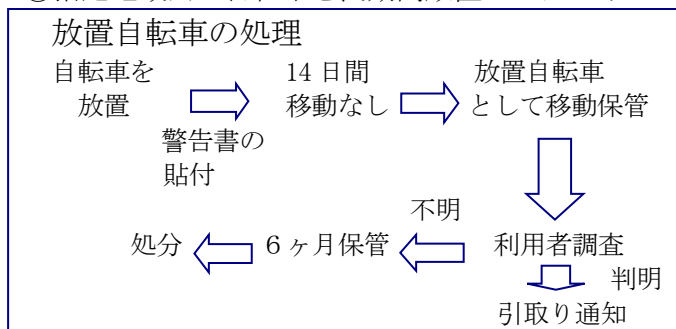 放置自転車の処理
自転車を
放置
14日間
移動なし
放置自転車
として移動保管
警告書の
貼付
不明
処分
6ヶ月保管
利用者調査
判明
引取り通知